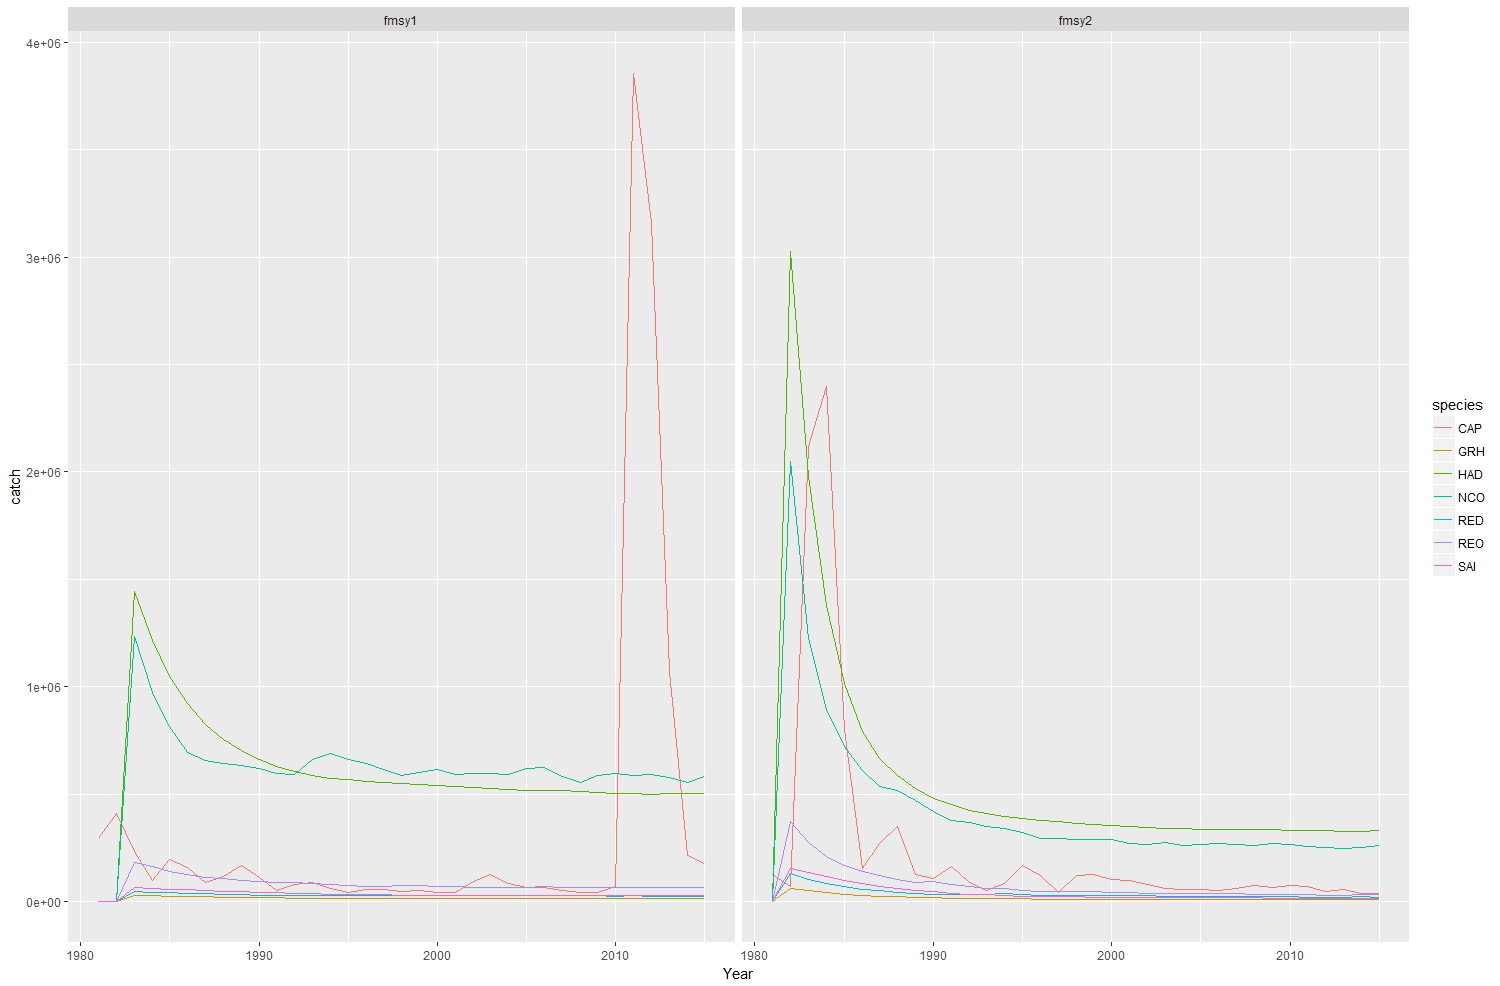 fmsy1 fmsy2
4e+06
3e+06
2e+06
1e+06
0e+00
catch
1980 1990 2000 2010 1980 1990 2000 2010
Year
species
CAP
GRH
HAD
NCO
RED
REO
SAI